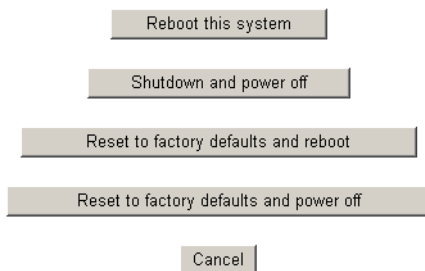 Reboot this system
Shutdown and power off
Reset to factory defaults and reboot
Reset to factory defaults and power off
Cancel